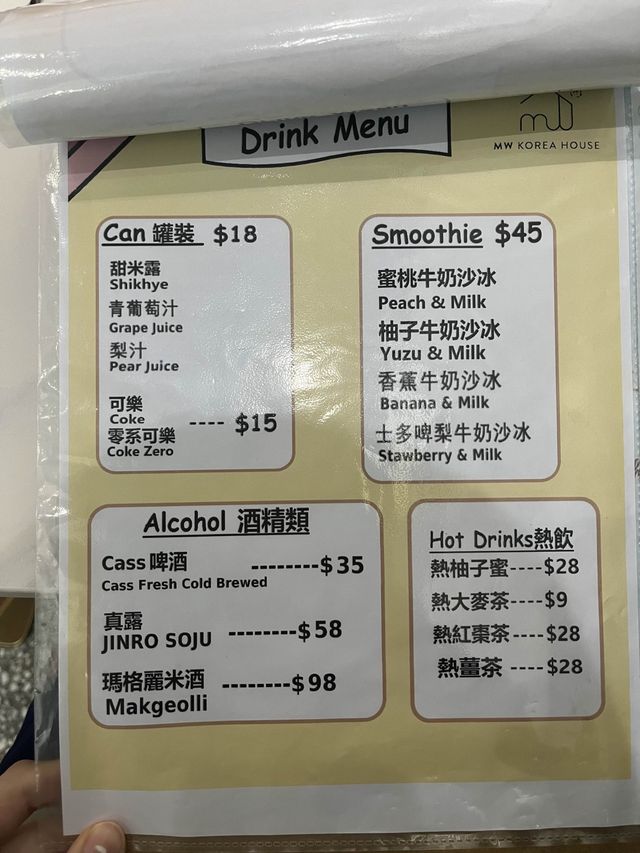 Drink Menu
MW KOREA HOUSE
Can 罐裝 $18
甜米露
Shikhye
青葡萄汁
Grape Juice
梨汁
Pear Juice
可樂
Coke
零系可樂
Coke Zero
---- $15
Smoothie $45
蜜桃牛奶沙冰
Peach & Milk
柚子牛奶沙冰
Yuzu & Milk
香蕉牛奶沙冰
Banana & Milk
士多啤梨牛奶沙冰
Stawberry & Milk
Alcohol 酒精類
Cass 啤酒 --------$35
Cass Fresh Cold Brewed
真露
JINRO SOJU --------$58
瑪格麗米酒 --------$98
Makgeolli
Hot Drinks熱飲
熱柚子蜜----$28
熱大麥茶----$9
熱紅棗茶----$28
熱薑茶 ----$28